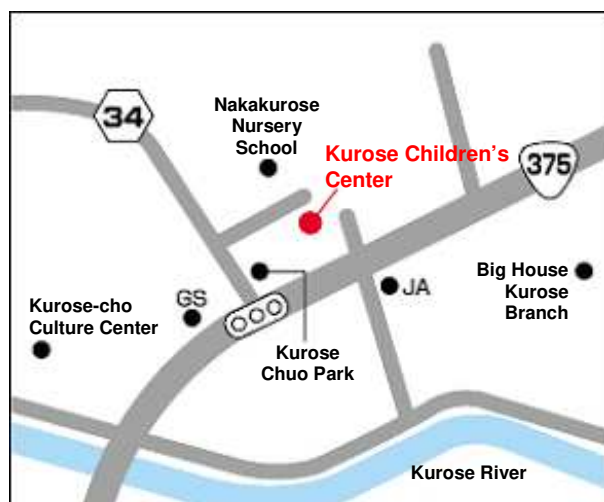 34
Nakakurose
Nursery
School
Kurose Children's
Center
375
Big House
Kurose
Branch
GS
JA
Kurose-cho
Culture Center
Kurose
Chuo Park
Kurose River